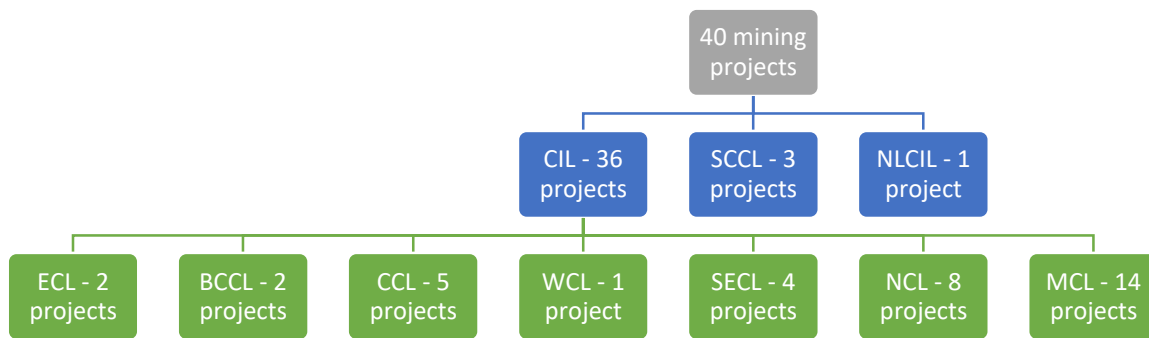 40 mining
projects
CIL - 36
projects
SCCL - 3
projects
NLCIL - 1
project
ECL - 2
projects
BCCL - 2
projects
CCL - 5
projects
WCL - 1
project
SECL - 4
projects
NCL - 8
projects
MCL - 14
projects